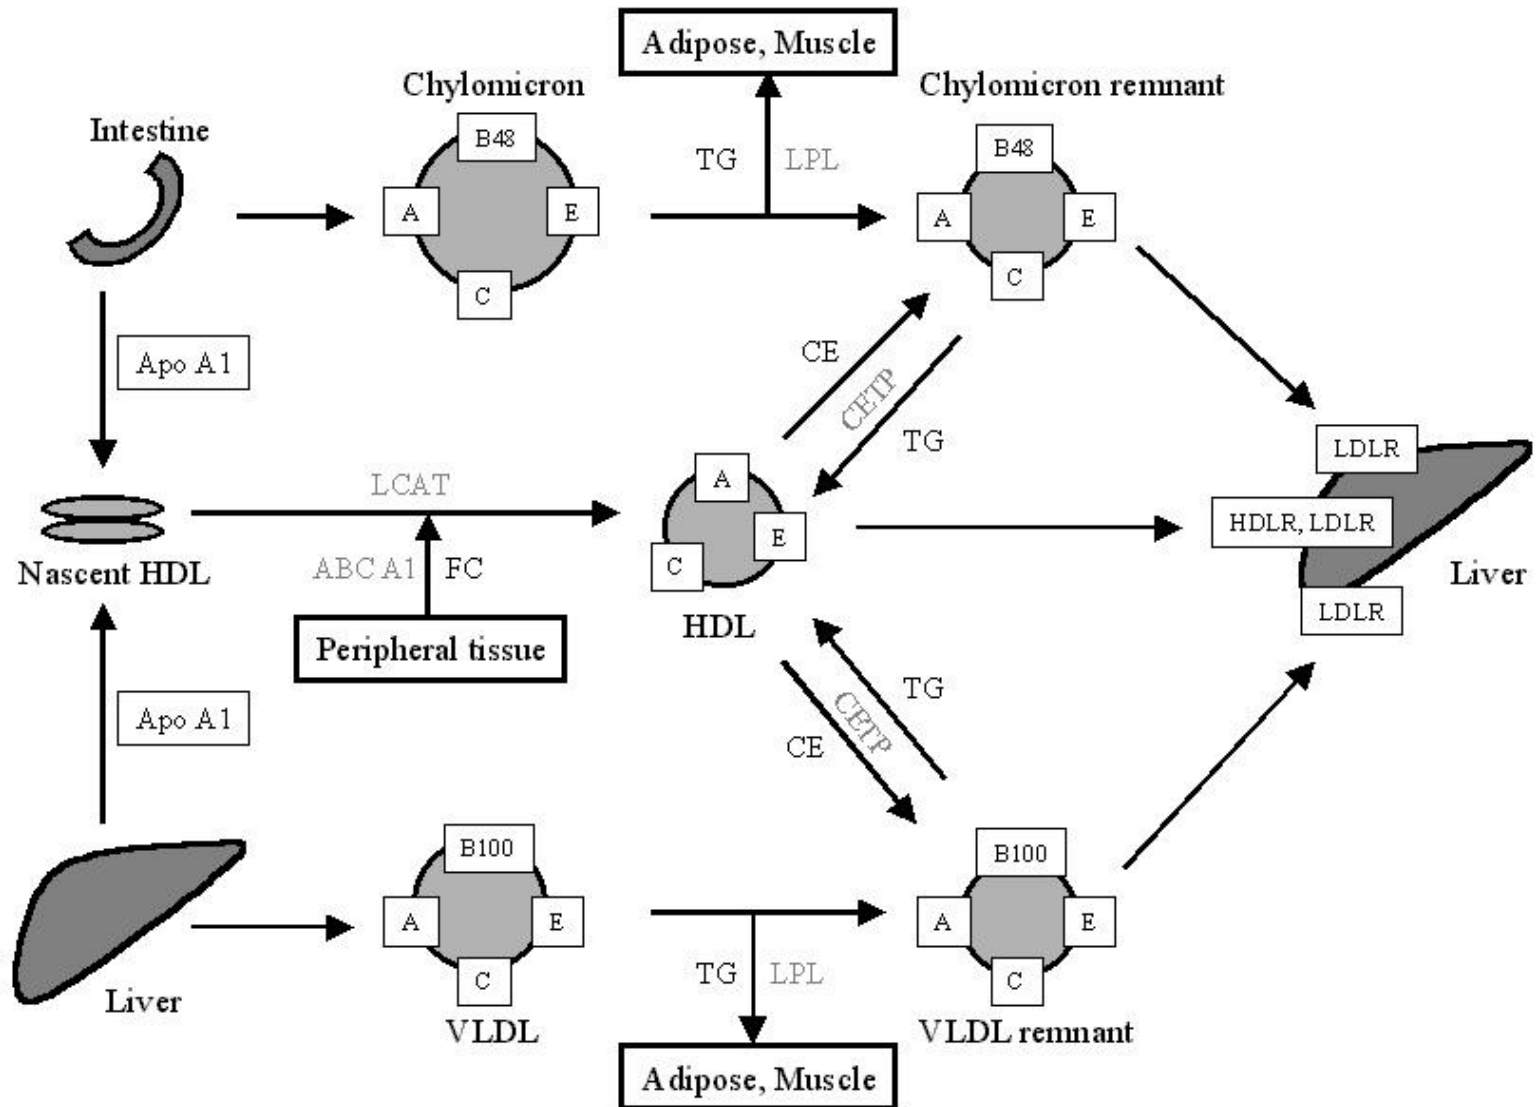 Adipose, Muscle
Chylomicron
Chylomicron remnant
Intestine
B48
A
E
C
TG
LPL
B48
A
E
C
Apo A1
CE
CETP
TG
LDLR
HDLR, LDLR
LDLR
Liver
LCAT
Nascent HDL
ABC A1
FC
Peripheral tissue
A
E
C
HDL
Apo A1
TG
CETP
CE
Liver
B100
A
E
C
VLDL
TG
LPL
B100
A
E
C
VLDL remnant
Adipose, Muscle